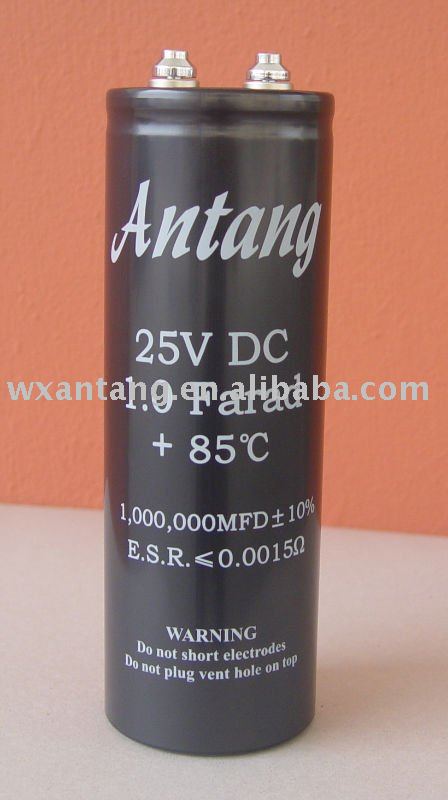 Antang
25V DC
wxantang.en.alibaba.com
1.0 Farad
+ 85℃
1,000,000MFD±10%
E.S.R.≤0.0015Ω
WARNING
Do not short electrodes
Do not plug vent hole on top